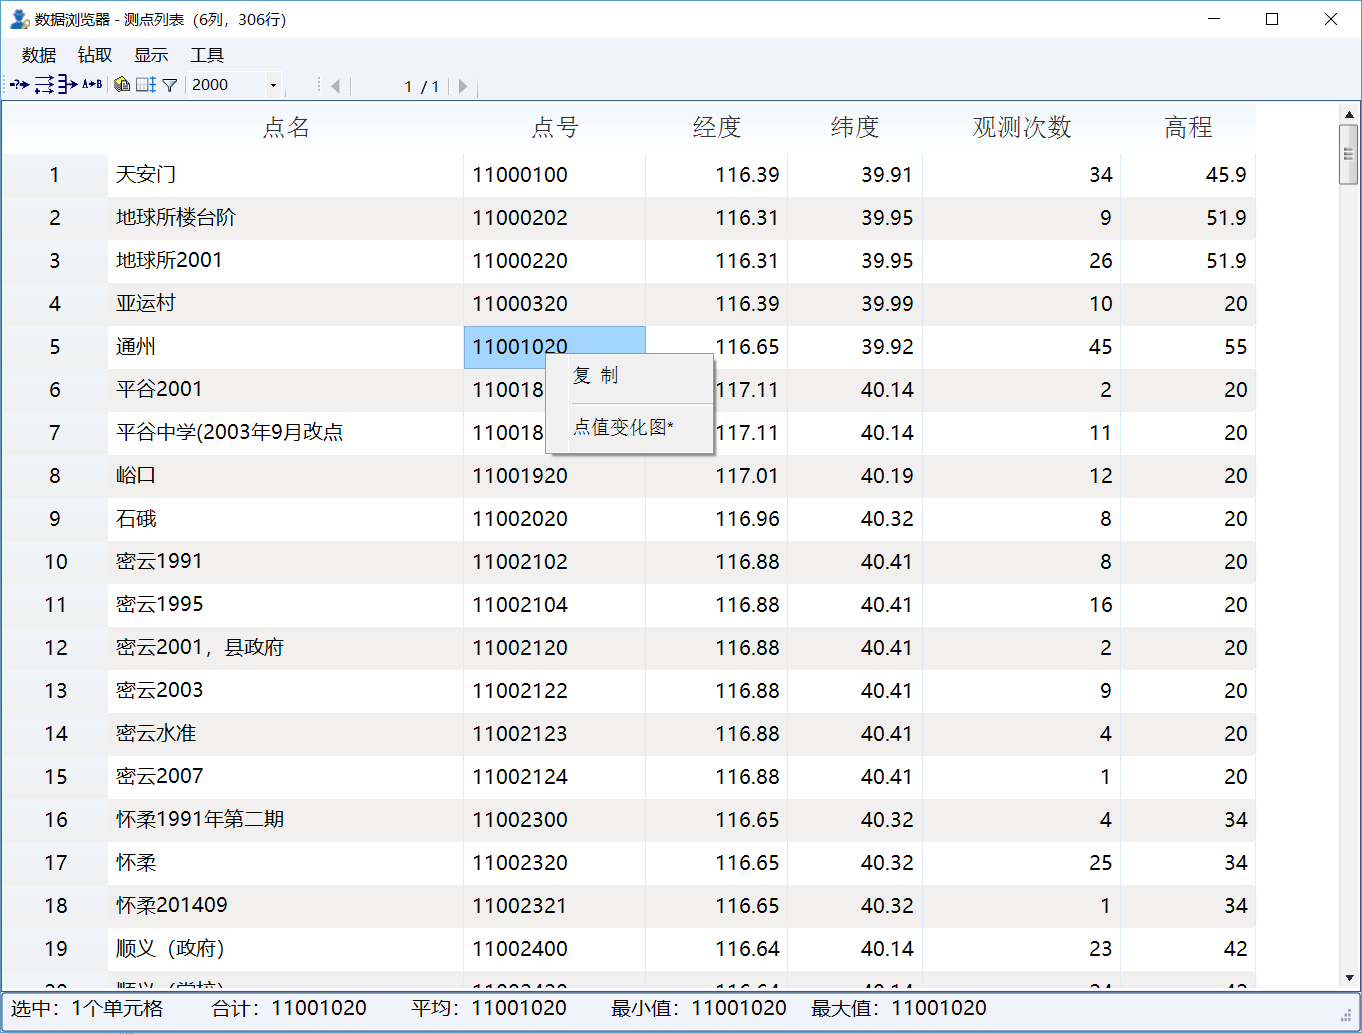 数据浏览器 - 测点列表（6列，306行）
数据 钻取 显示 工具
A B 2000 1 / 1
点名 点号 经度 纬度 观测次数 高程
1 天安门 11000100 116.39 39.91 34 45.9
2 地球所楼台阶 11000202 116.31 39.95 9 51.9
3 地球所2001 11000220 116.31 39.95 26 51.9
4 亚运村 11000320 116.39 39.99 10 20
5 通州 11001020 116.65 39.92 45 55
复 制
6 平谷2001 110018 117.11 40.14 2 20
点值变化图*
7 平谷中学(2003年9月改点 110018 117.11 40.14 11 20
8 峪口 11001920 117.01 40.19 12 20
9 石硪 11002020 116.96 40.32 8 20
10 密云1991 11002102 116.88 40.41 8 20
11 密云1995 11002104 116.88 40.41 16 20
12 密云2001，县政府 11002120 116.88 40.41 2 20
13 密云2003 11002122 116.88 40.41 9 20
14 密云水准 11002123 116.88 40.41 4 20
15 密云2007 11002124 116.88 40.41 1 20
16 怀柔1991年第二期 11002300 116.65 40.32 4 34
17 怀柔 11002320 116.65 40.32 25 34
18 怀柔201409 11002321 116.65 40.32 1 34
19 顺义（政府） 11002400 116.64 40.14 23 42
选中：1个单元格 合计：11001020 平均：11001020 最小值：11001020 最大值：11001020